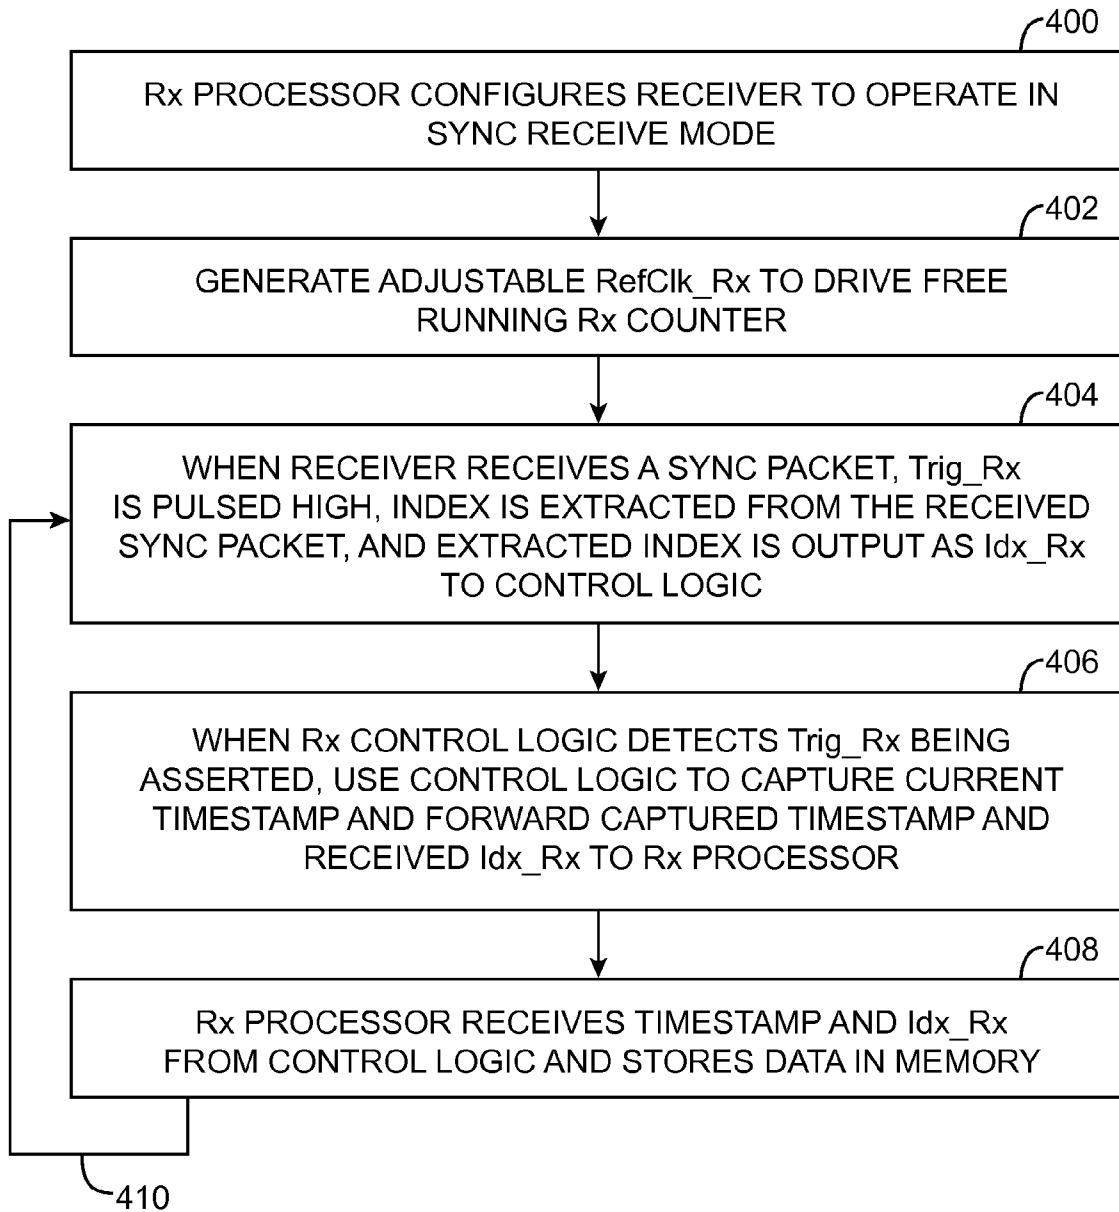 400
Rx PROCESSOR CONFIGURES RECEIVER TO OPERATE IN
SYNC RECEIVE MODE
402
GENERATE ADJUSTABLE RefClk_Rx TO DRIVE FREE
RUNNING Rx COUNTER
404
WHEN RECEIVER RECEIVES A SYNC PACKET, Trig_Rx
IS PULSED HIGH, INDEX IS EXTRACTED FROM THE RECEIVED
SYNC PACKET, AND EXTRACTED INDEX IS OUTPUT AS Idx_Rx
TO CONTROL LOGIC
406
WHEN Rx CONTROL LOGIC DETECTS Trig_Rx BEING
ASSERTED, USE CONTROL LOGIC TO CAPTURE CURRENT
TIMESTAMP AND FORWARD CAPTURED TIMESTAMP AND
RECEIVED Idx_Rx TO Rx PROCESSOR
408
Rx PROCESSOR RECEIVES TIMESTAMP AND Idx_Rx
FROM CONTROL LOGIC AND STORES DATA IN MEMORY
410